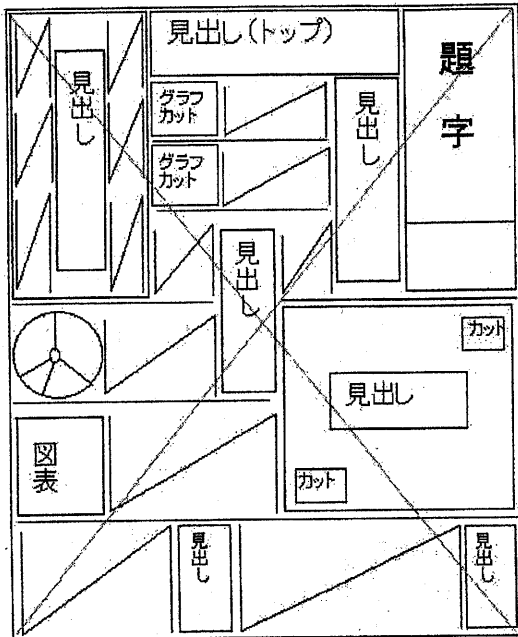 題字
見出し(トップ)
見出し
グラフ
カット
グラフ
カット
見出し
見出し
カット
見出し
カット
図表
見出し
見出し